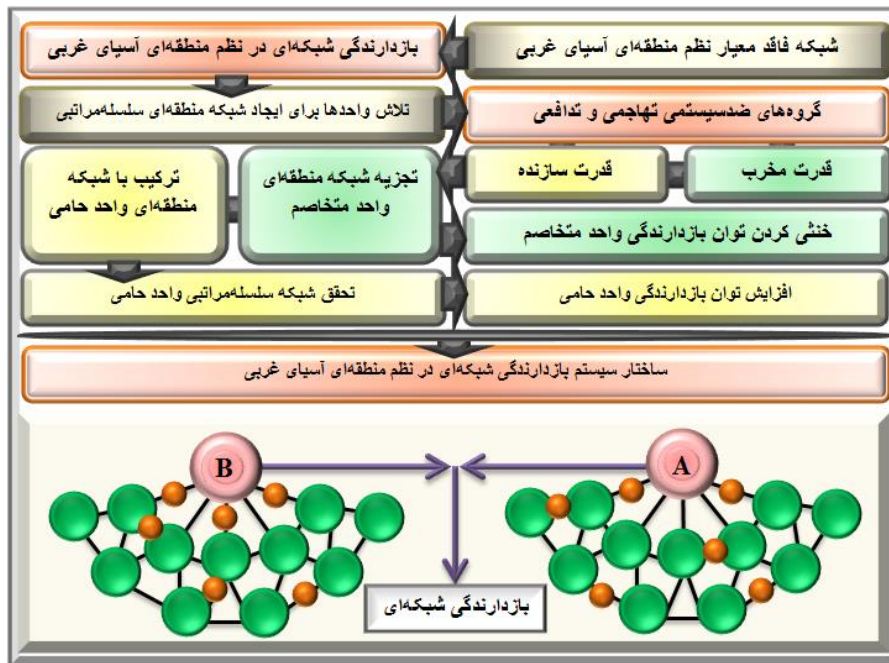 شبکه فاقد معیار نظم منطقه‌ای آسیای غربی
بازدارندگی شبکه‌ای در نظم منطقه‌ای آسیای غربی
تلاش واحدها برای ایجاد شبکه منطقه‌ای سلسله‌مراتبی
گروه‌های ضدسیستمی تهاجمی و تدافعی
قدرت مخرب
قدرت سازنده
تجزیه شبکه منطقه‌ای
واحد متخاصم
ترکیب با شبکه
منطقه‌ای واحد حامی
خنثی کردن توان بازدارندگی واحد متخاصم
افزایش توان بازدارندگی واحد حامی
تحقق شبکه سلسله‌مراتبی واحد حامی
ساختار سیستم بازدارندگی شبکه‌ای در نظم منطقه‌ای آسیای غربی
A
B
بازدارندگی شبکه‌ای